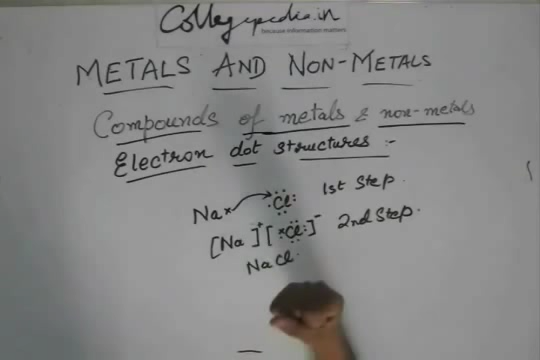 Collegepedia.in
because information matters
METALS AND NON-METALS
Compounds of metals & non-metals
Electron dot structures :-
Na× :Cl: 1st Step.
[Na]⁺ [×Cl:]⁻ 2nd Step.
NaCl.